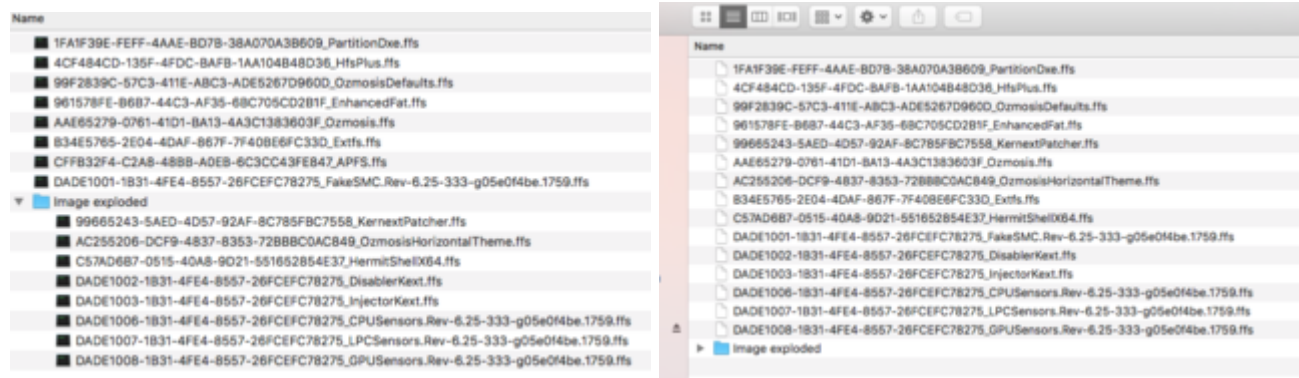 Name
1FA1F39E-FEFF-4AAE-BD7B-38A070A3B609_PartitionDxe.ffs
4CF484CD-135F-4FDC-BAFB-1AA104B48D36_HfsPlus.ffs
99F2839C-57C3-411E-ABC3-ADE5267D960D_OzmosisDefaults.ffs
961578FE-B6B7-44C3-AF35-6BC705CD2B1F_EnhancedFat.ffs
AAE65279-0761-41D1-BA13-4A3C1383603F_Ozmosis.ffs
B34E5765-2E04-4DAF-867F-7F40BE6FC33D_Extfs.ffs
CFFB32F4-C2A8-48BB-A0EB-6C3CC43FE847_APFS.ffs
DADE1001-1B31-4FE4-8557-26FCEFC78275_FakeSMC.Rev-6.25-333-g05e0f4be.1759.ffs
Image exploded
99665243-5AED-4D57-92AF-8C785FBC7558_KernextPatcher.ffs
AC255206-DCF9-4837-8353-72BBBC0AC849_OzmosisHorizontalTheme.ffs
C57AD6B7-0515-40A8-9D21-551652854E37_HermitShellX64.ffs
DADE1002-1B31-4FE4-8557-26FCEFC78275_DisablerKext.ffs
DADE1003-1B31-4FE4-8557-26FCEFC78275_InjectorKext.ffs
DADE1006-1B31-4FE4-8557-26FCEFC78275_CPUSensors.Rev-6.25-333-g05e0f4be.1759.ffs
DADE1007-1B31-4FE4-8557-26FCEFC78275_LPCSensors.Rev-6.25-333-g05e0f4be.1759.ffs
DADE1008-1B31-4FE4-8557-26FCEFC78275_GPUSensors.Rev-6.25-333-g05e0f4be.1759.ffs
Name
1FA1F39E-FEFF-4AAE-BD7B-38A070A3B609_PartitionDxe.ffs
4CF484CD-135F-4FDC-BAFB-1AA104B48D36_HfsPlus.ffs
99F2839C-57C3-411E-ABC3-ADE5267D960D_OzmosisDefaults.ffs
961578FE-B6B7-44C3-AF35-6BC705CD2B1F_EnhancedFat.ffs
99665243-5AED-4D57-92AF-8C785FBC7558_KernextPatcher.ffs
AAE65279-0761-41D1-BA13-4A3C1383603F_Ozmosis.ffs
AC255206-DCF9-4837-8353-72BBBC0AC849_OzmosisHorizontalTheme.ffs
B34E5765-2E04-4DAF-867F-7F40BE6FC33D_Extfs.ffs
C57AD6B7-0515-40A8-9D21-551652854E37_HermitShellX64.ffs
DADE1001-1B31-4FE4-8557-26FCEFC78275_FakeSMC.Rev-6.25-333-g05e0f4be.1759.ffs
DADE1002-1B31-4FE4-8557-26FCEFC78275_DisablerKext.ffs
DADE1003-1B31-4FE4-8557-26FCEFC78275_InjectorKext.ffs
DADE1006-1B31-4FE4-8557-26FCEFC78275_CPUSensors.Rev-6.25-333-g05e0f4be.1759.ffs
DADE1007-1B31-4FE4-8557-26FCEFC78275_LPCSensors.Rev-6.25-333-g05e0f4be.1759.ffs
DADE1008-1B31-4FE4-8557-26FCEFC78275_GPUSensors.Rev-6.25-333-g05e0f4be.1759.ffs
Image exploded